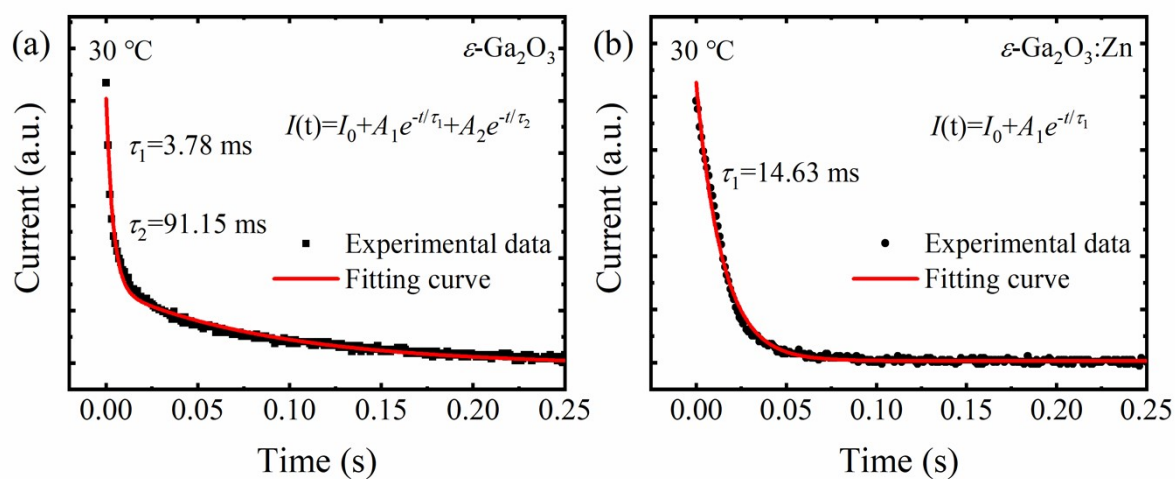 (a) 30 °C ε-Ga₂O₃
I(t)=I₀+A₁e^{-t/τ₁}+A₂e^{-t/τ₂}
τ₁=3.78 ms
τ₂=91.15 ms
Experimental data
Fitting curve
Current (a.u.)
0.00 0.05 0.10 0.15 0.20 0.25
Time (s)
(b) 30 °C ε-Ga₂O₃:Zn
I(t)=I₀+A₁e^{-t/τ₁}
τ₁=14.63 ms
Experimental data
Fitting curve
Current (a.u.)
0.00 0.05 0.10 0.15 0.20 0.25
Time (s)